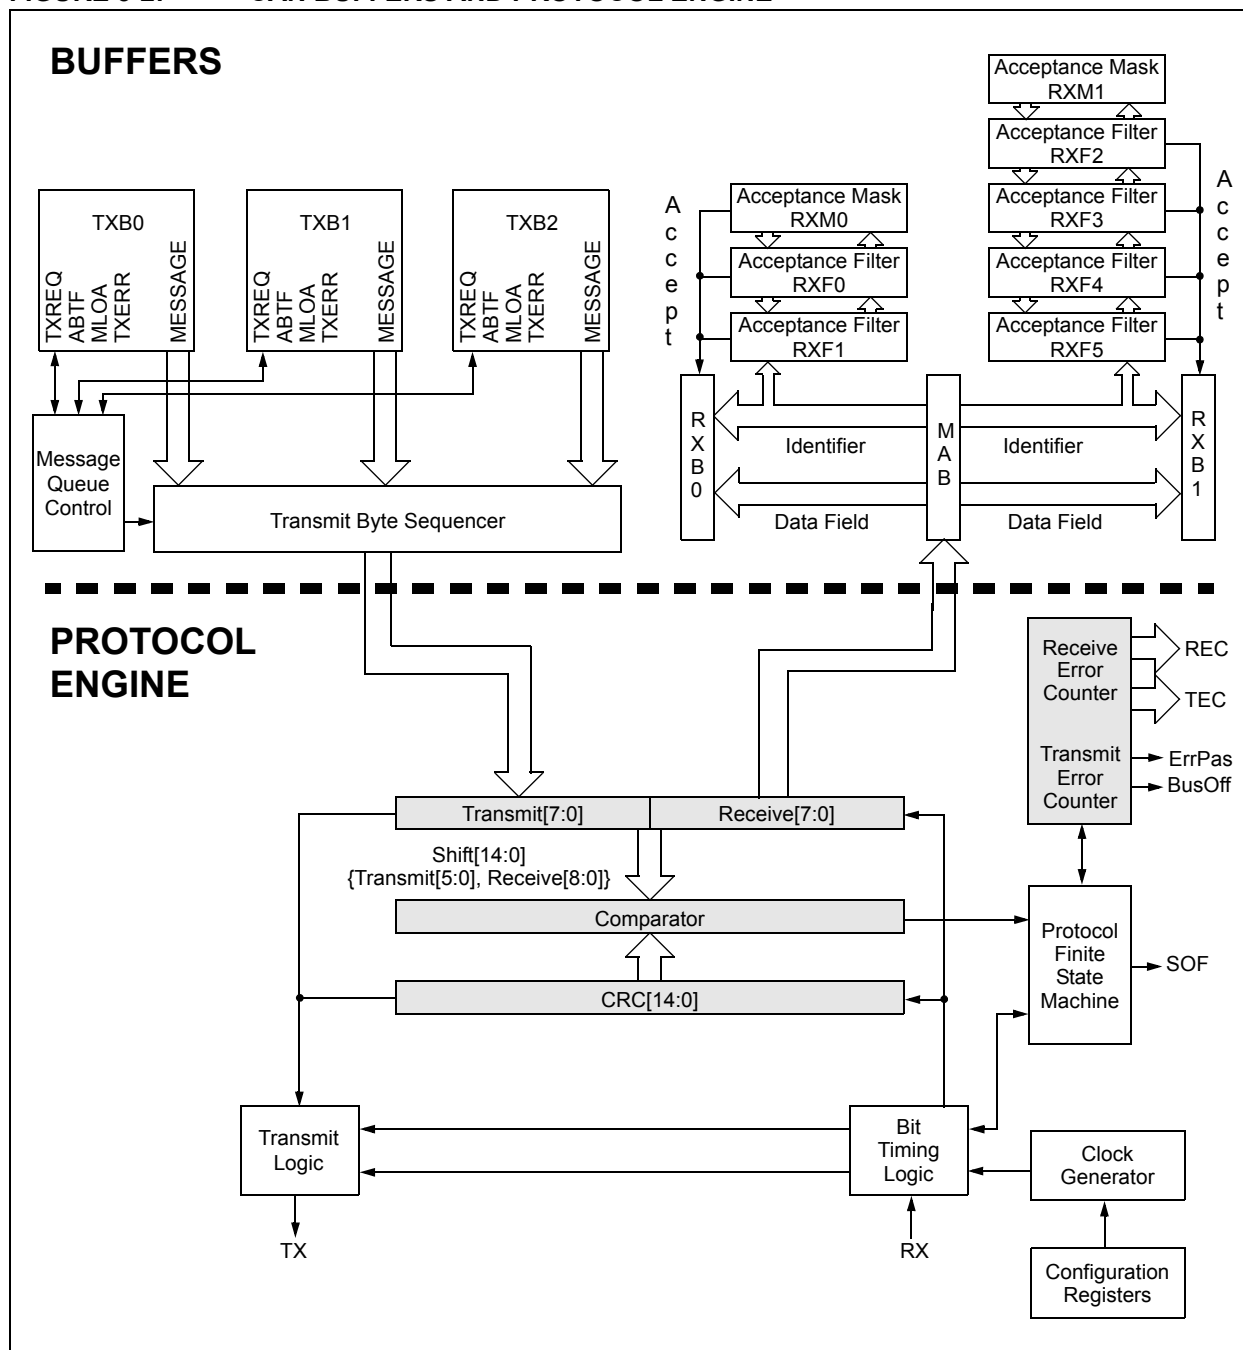 BUFFERS
Acceptance Mask
RXM1
Acceptance Filter
RXF2
Acceptance Filter
RXF3
Acceptance Filter
RXF4
Acceptance Filter
RXF5
Accept
Acceptance Mask
RXM0
Acceptance Filter
RXF0
Acceptance Filter
RXF1
Accept
TXB0
TXREQ
ABTF
MLOA
TXERR
MESSAGE
TXB1
TXREQ
ABTF
MLOA
TXERR
MESSAGE
TXB2
TXREQ
ABTF
MLOA
TXERR
MESSAGE
Message
Queue
Control
Transmit Byte Sequencer
RXB0
Identifier
Data Field
MAB
Identifier
Data Field
RXB1
PROTOCOL
ENGINE
Receive
Error
Counter
Transmit
Error
Counter
REC
TEC
ErrPas
BusOff
Transmit[7:0]
Receive[7:0]
Shift[14:0]
{Transmit[5:0], Receive[8:0]}
Comparator
CRC[14:0]
Protocol
Finite
State
Machine
SOF
Transmit
Logic
Bit
Timing
Logic
Clock
Generator
TX
RX
Configuration
Registers